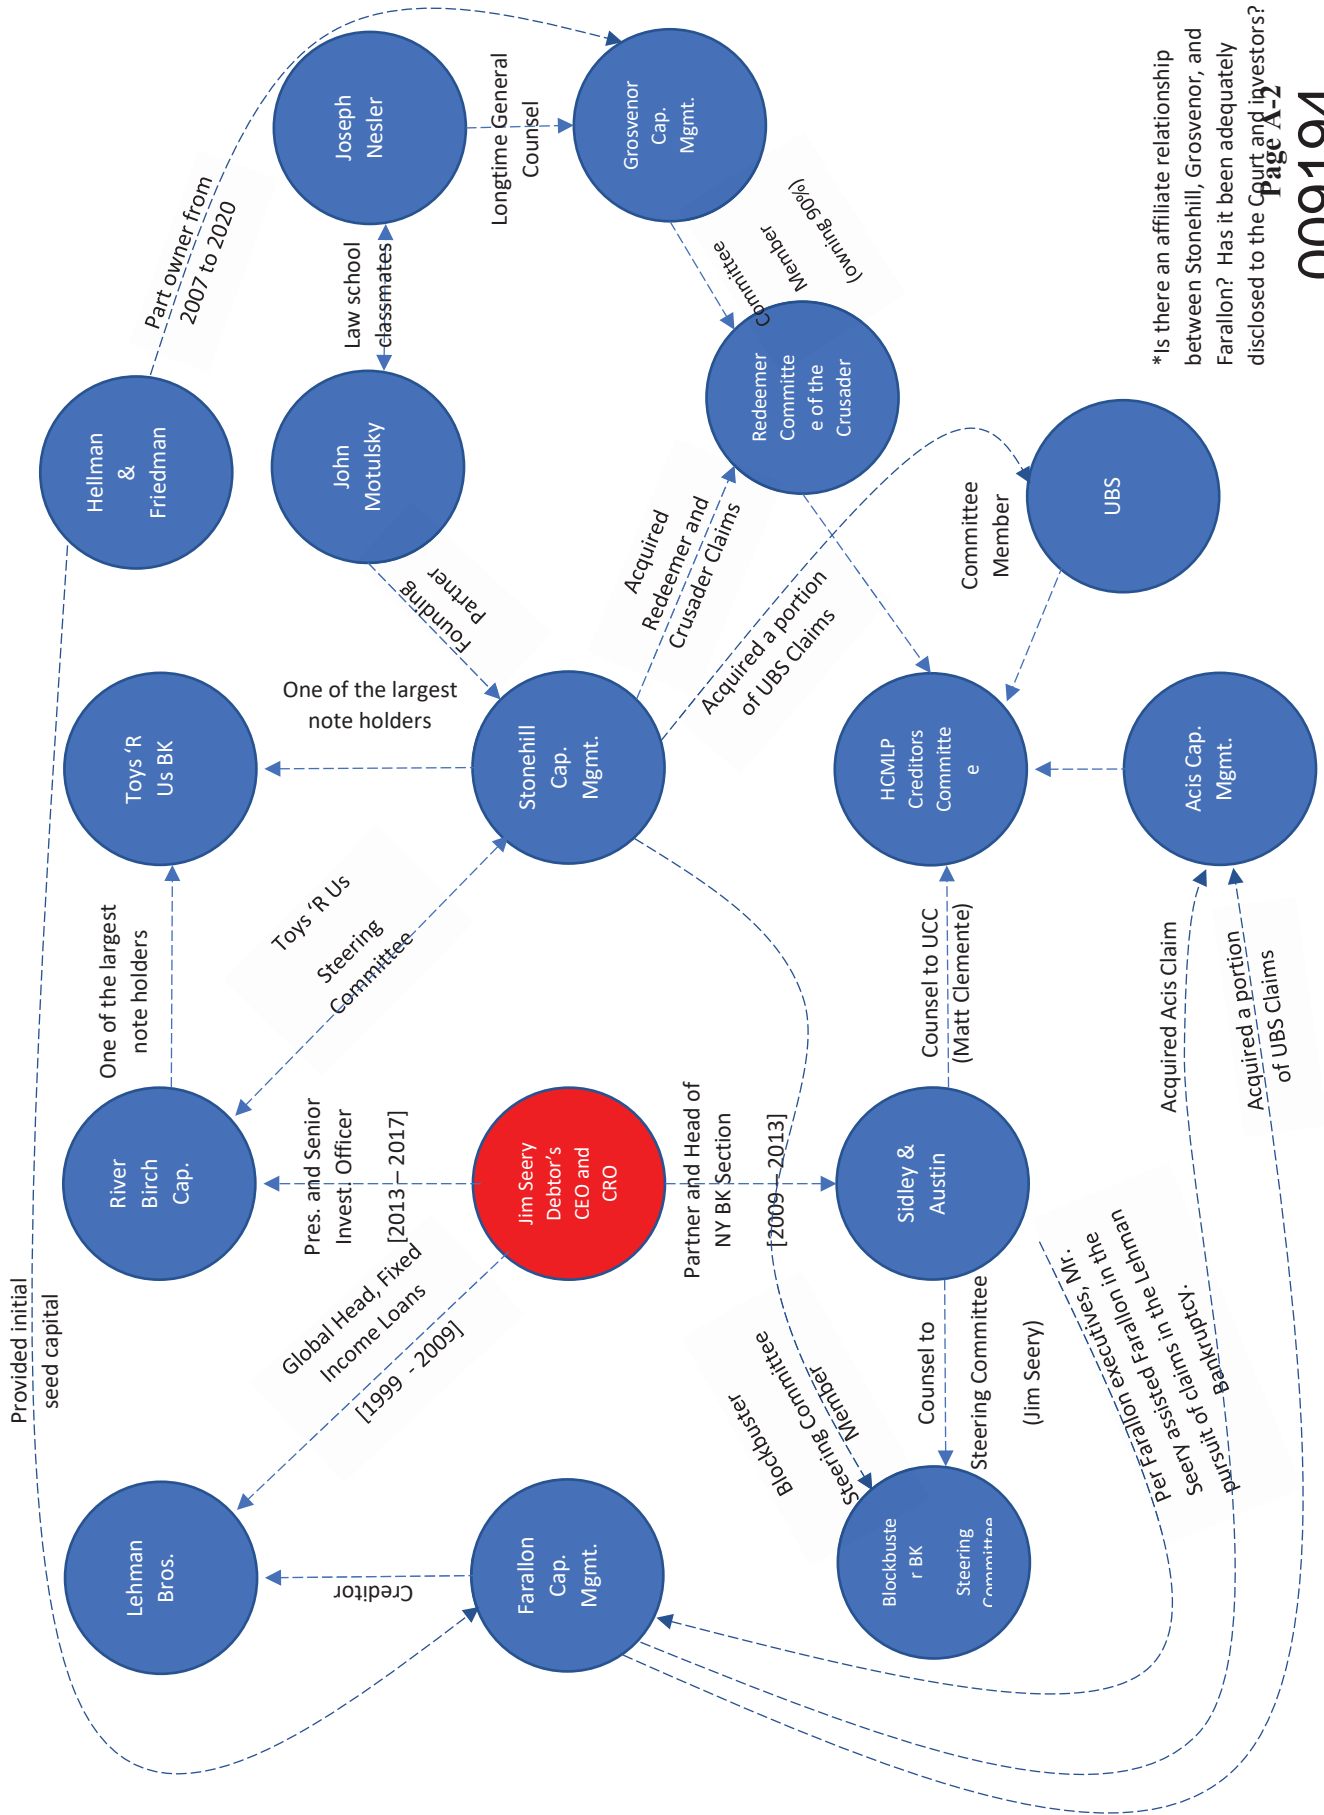 Provided initial
seed capital
Part owner from
2007 to 2020
Lehman
Bros.
River
Birch
Cap.
One of the largest
note holders
Toys ‘R
Us BK
Hellman
&
Friedman
Creditor
Global Head, Fixed
Income Loans
[1999 - 2009]
Pres. and Senior
Invest. Officer
[2013 – 2017]
Toys ‘R Us
Steering
Committee
One of the largest
note holders
Founding
Partner
John
Motulsky
Law school
classmates
Joseph
Nesler
Farallon
Cap.
Mgmt.
Jim Seery
Debtor’s
CEO and
CRO
Stonehill
Cap.
Mgmt.
Longtime General
Counsel
Acquired
Redeemer and
Crusader Claims
Grosvenor
Cap.
Mgmt.
Partner and Head of
NY BK Section
[2009 – 2013]
Blockbuster
Steering Committee
Member
Acquired a portion
of UBS Claims
Redeemer
Committe
e of the
Crusader
Committee
Member
(owning 90%)
Blockbuste
r BK
Steering
Committee
Counsel to
Steering Committee
(Jim Seery)
Sidley &
Austin
Counsel to UCC
(Matt Clemente)
HCMLP
Creditors
Committe
e
Committee
Member
UBS
Per Farallon executives, Mr.
Seery assisted Farallon in the
pursuit of claims in the Lehman
Bankruptcy.
Acquired Acis Claim
Acquired a portion
of UBS Claims
Acis Cap.
Mgmt.
*Is there an affiliate relationship
between Stonehill, Grosvenor, and
Farallon? Has it been adequately
disclosed to the Court and investors?
Page A-2
009194